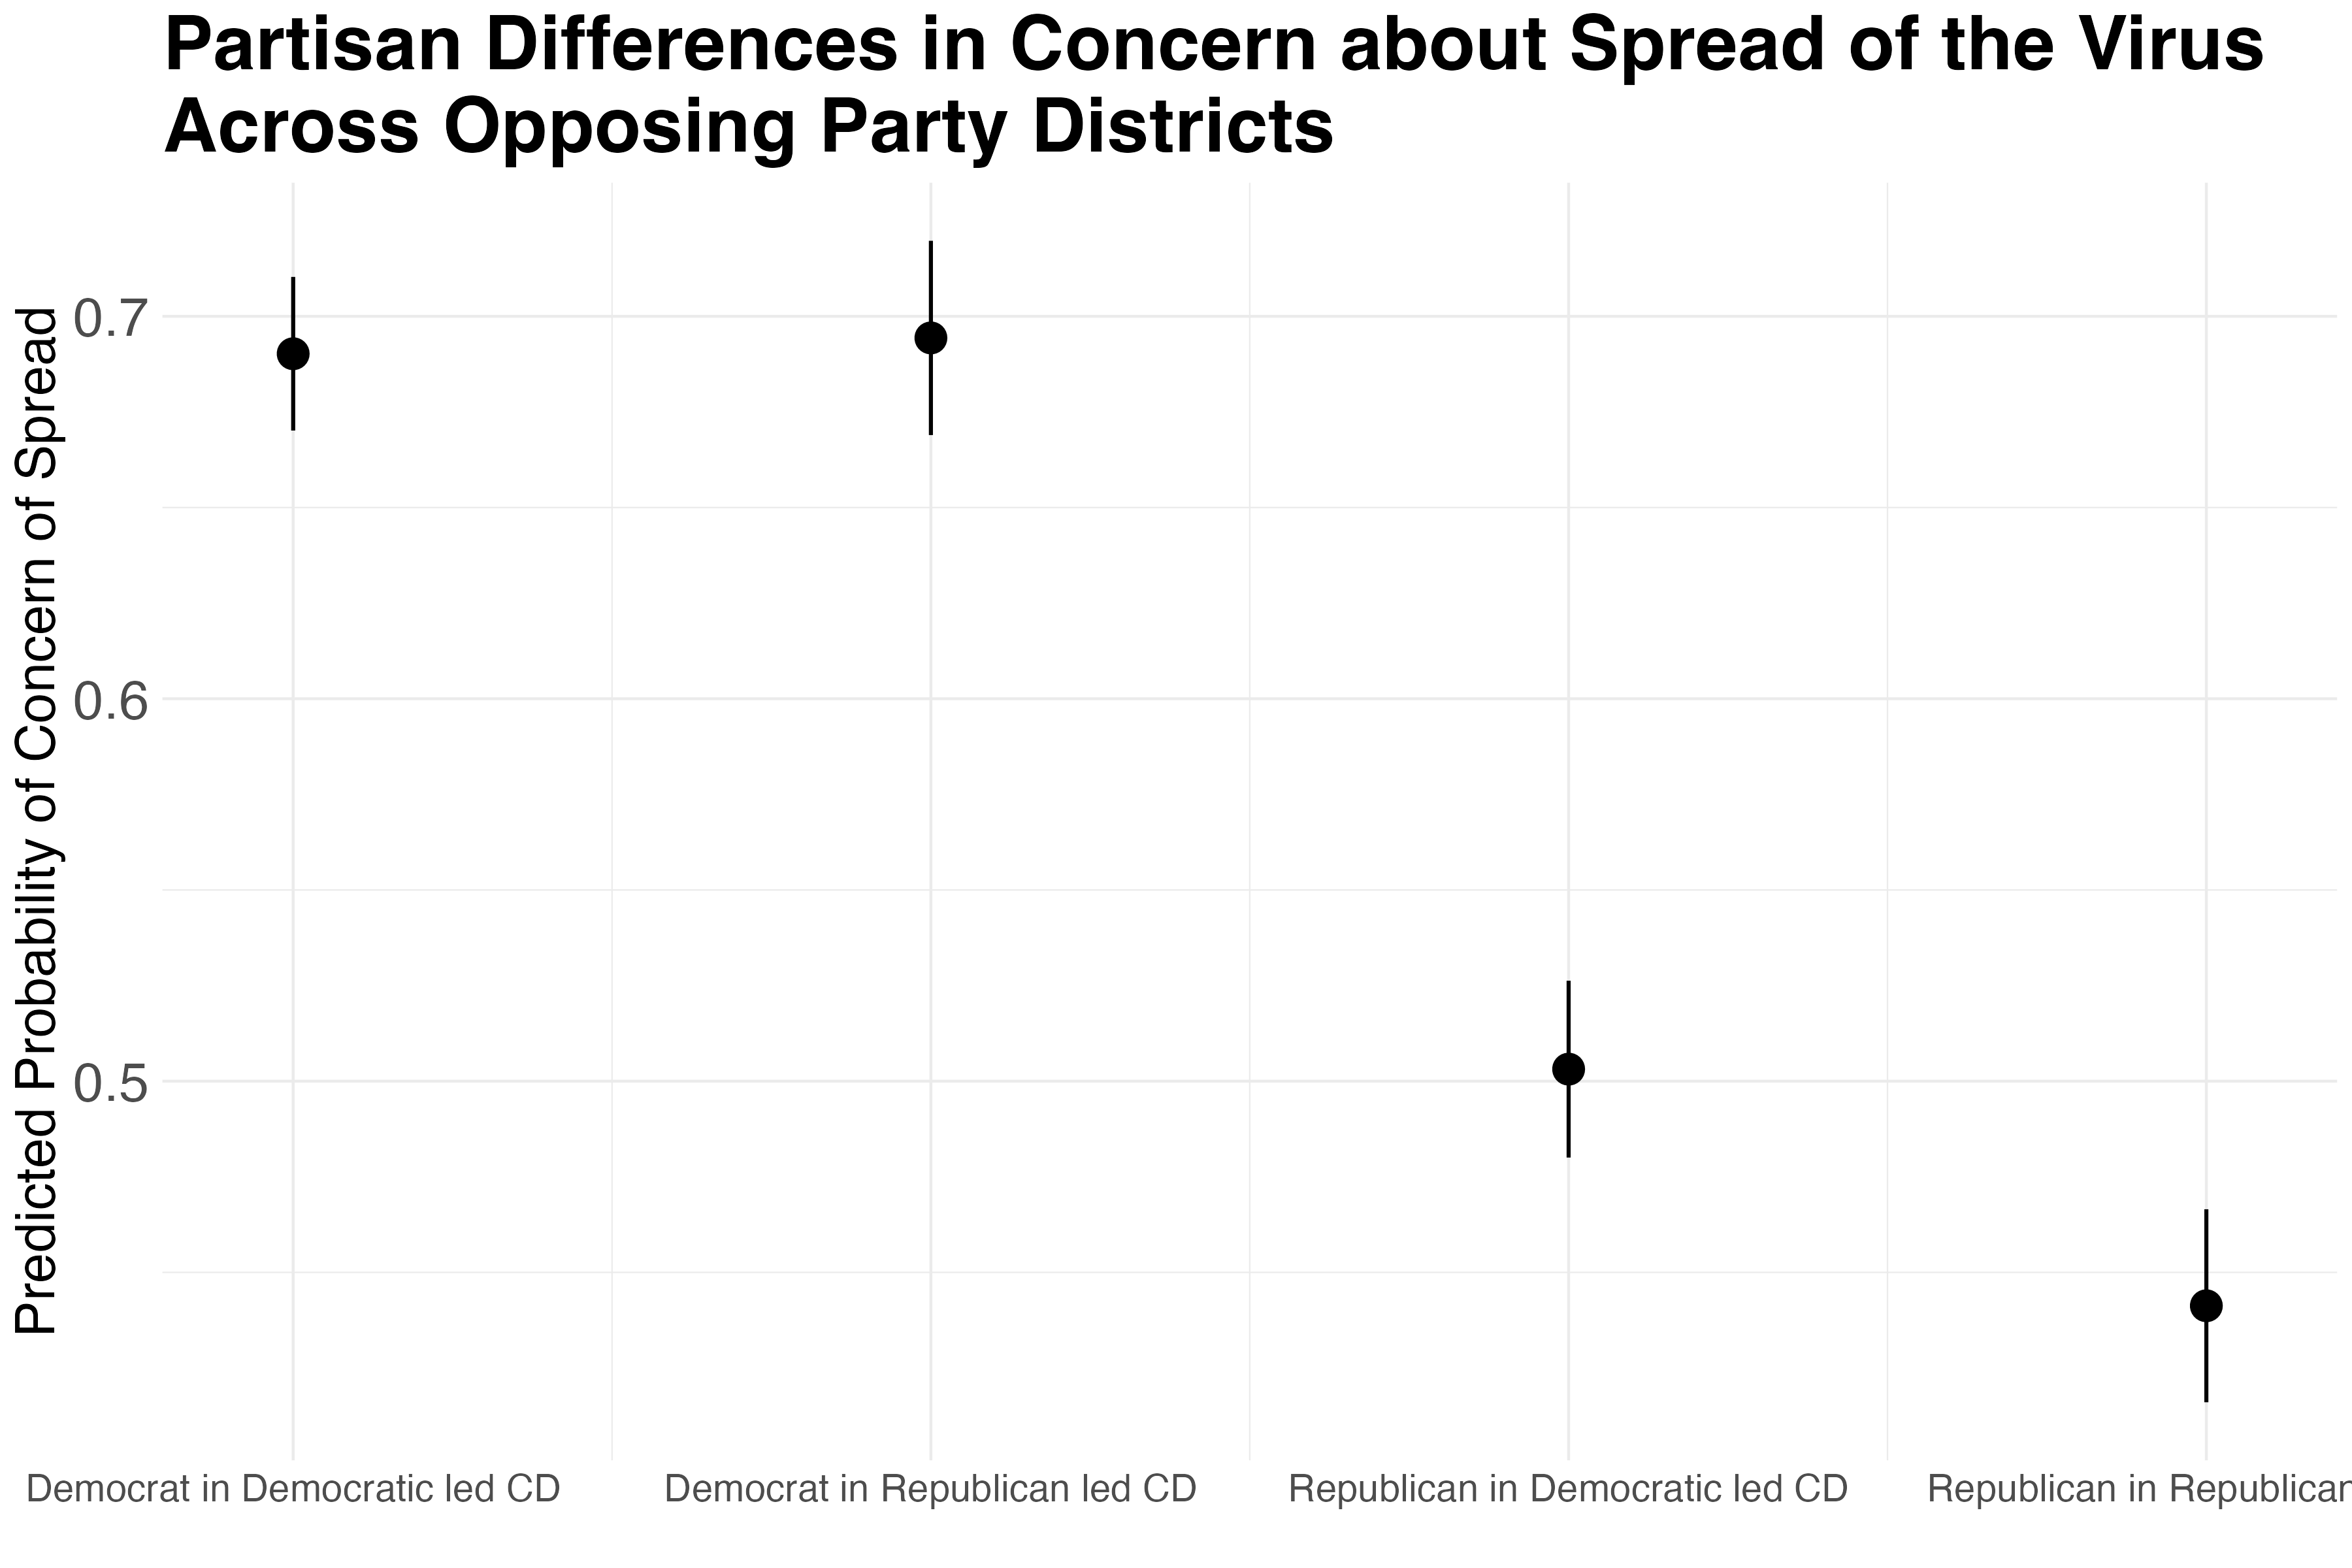 Partisan Differences in Concern about Spread of the Virus
Across Opposing Party Districts
Predicted Probability of Concern of Spread
0.7
0.6
0.5
Democrat in Democratic led CD
Democrat in Republican led CD
Republican in Democratic led CD
Republican in Republican